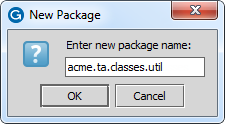 New Package
Enter new package name:
acme.ta.classes.util
OK
Cancel